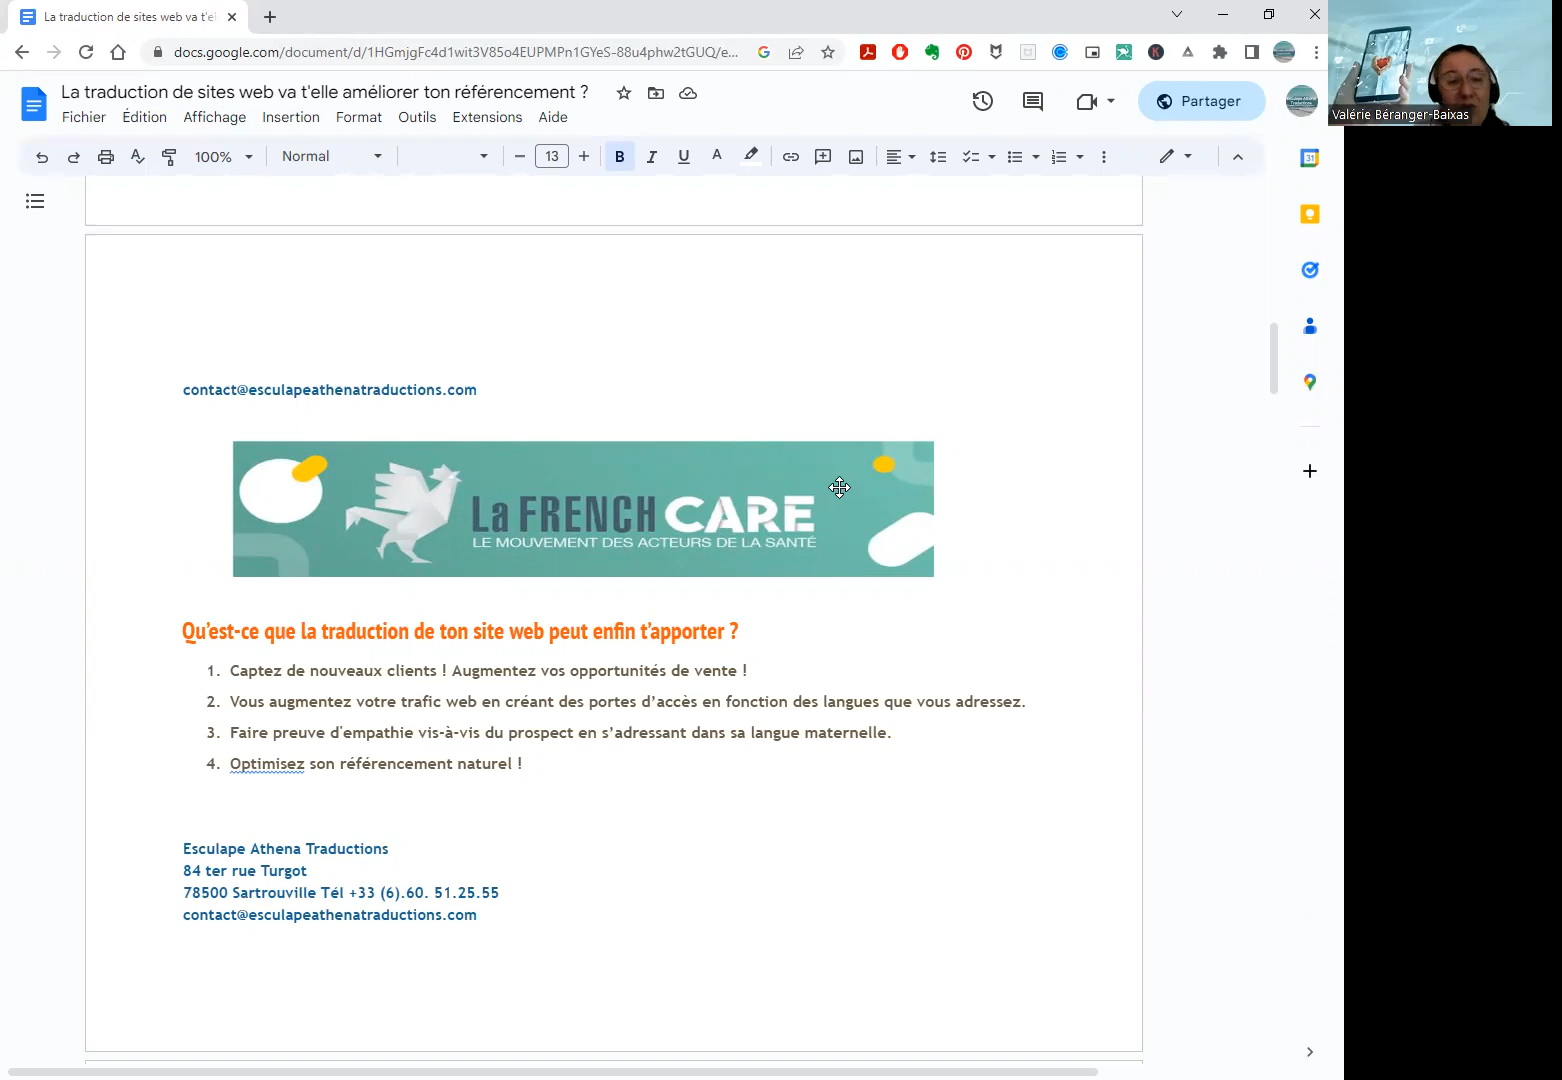 La traduction de sites web va t'el
docs.google.com/document/d/1HGmjgFc4d1wit3V85o4EUPMPn1GYeS-88u4phw2tGUQ/e...
La traduction de sites web va t'elle améliorer ton référencement ?
Fichier Édition Affichage Insertion Format Outils Extensions Aide
Partager
Valérie Béranger-Baixas
100% Normal 13 B I U A
31
contact@esculapeathenatraductions.com
La FRENCH CARE
LE MOUVEMENT DES ACTEURS DE LA SANTÉ
Qu'est-ce que la traduction de ton site web peut enfin t'apporter ?
1. Captez de nouveaux clients ! Augmentez vos opportunités de vente !
2. Vous augmentez votre trafic web en créant des portes d'accès en fonction des langues que vous adressez.
3. Faire preuve d'empathie vis-à-vis du prospect en s'adressant dans sa langue maternelle.
4. Optimisez son référencement naturel !
Esculape Athena Traductions
84 ter rue Turgot
78500 Sartrouville Tél +33 (6).60. 51.25.55
contact@esculapeathenatraductions.com